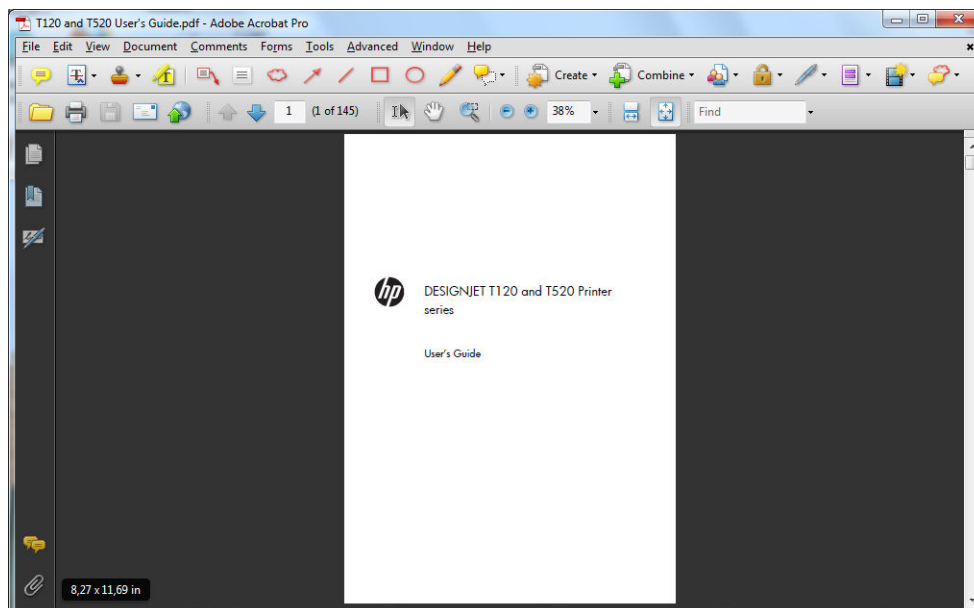 T120 and T520 User's Guide.pdf - Adobe Acrobat Pro
File Edit View Document Comments Forms Tools Advanced Window Help
Create Combine
1 (1 of 145) 38% Find
hp
DESIGNJET T120 and T520 Printer
series
User's Guide
8,27 x 11,69 in